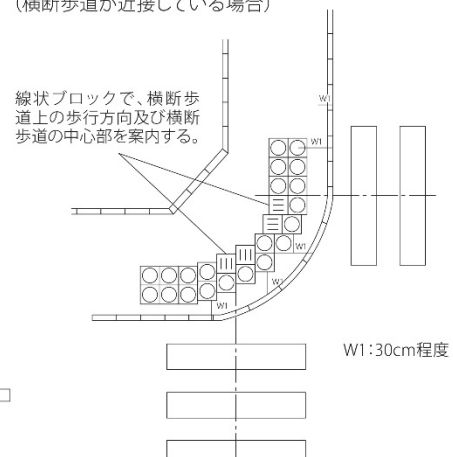 (横断歩道が近接している場合)
線状ブロックで、横断歩
道上の歩行方向及び横断
歩道の中心部を案内する。
W1
W1
W1
W1
W1
W1:30cm程度